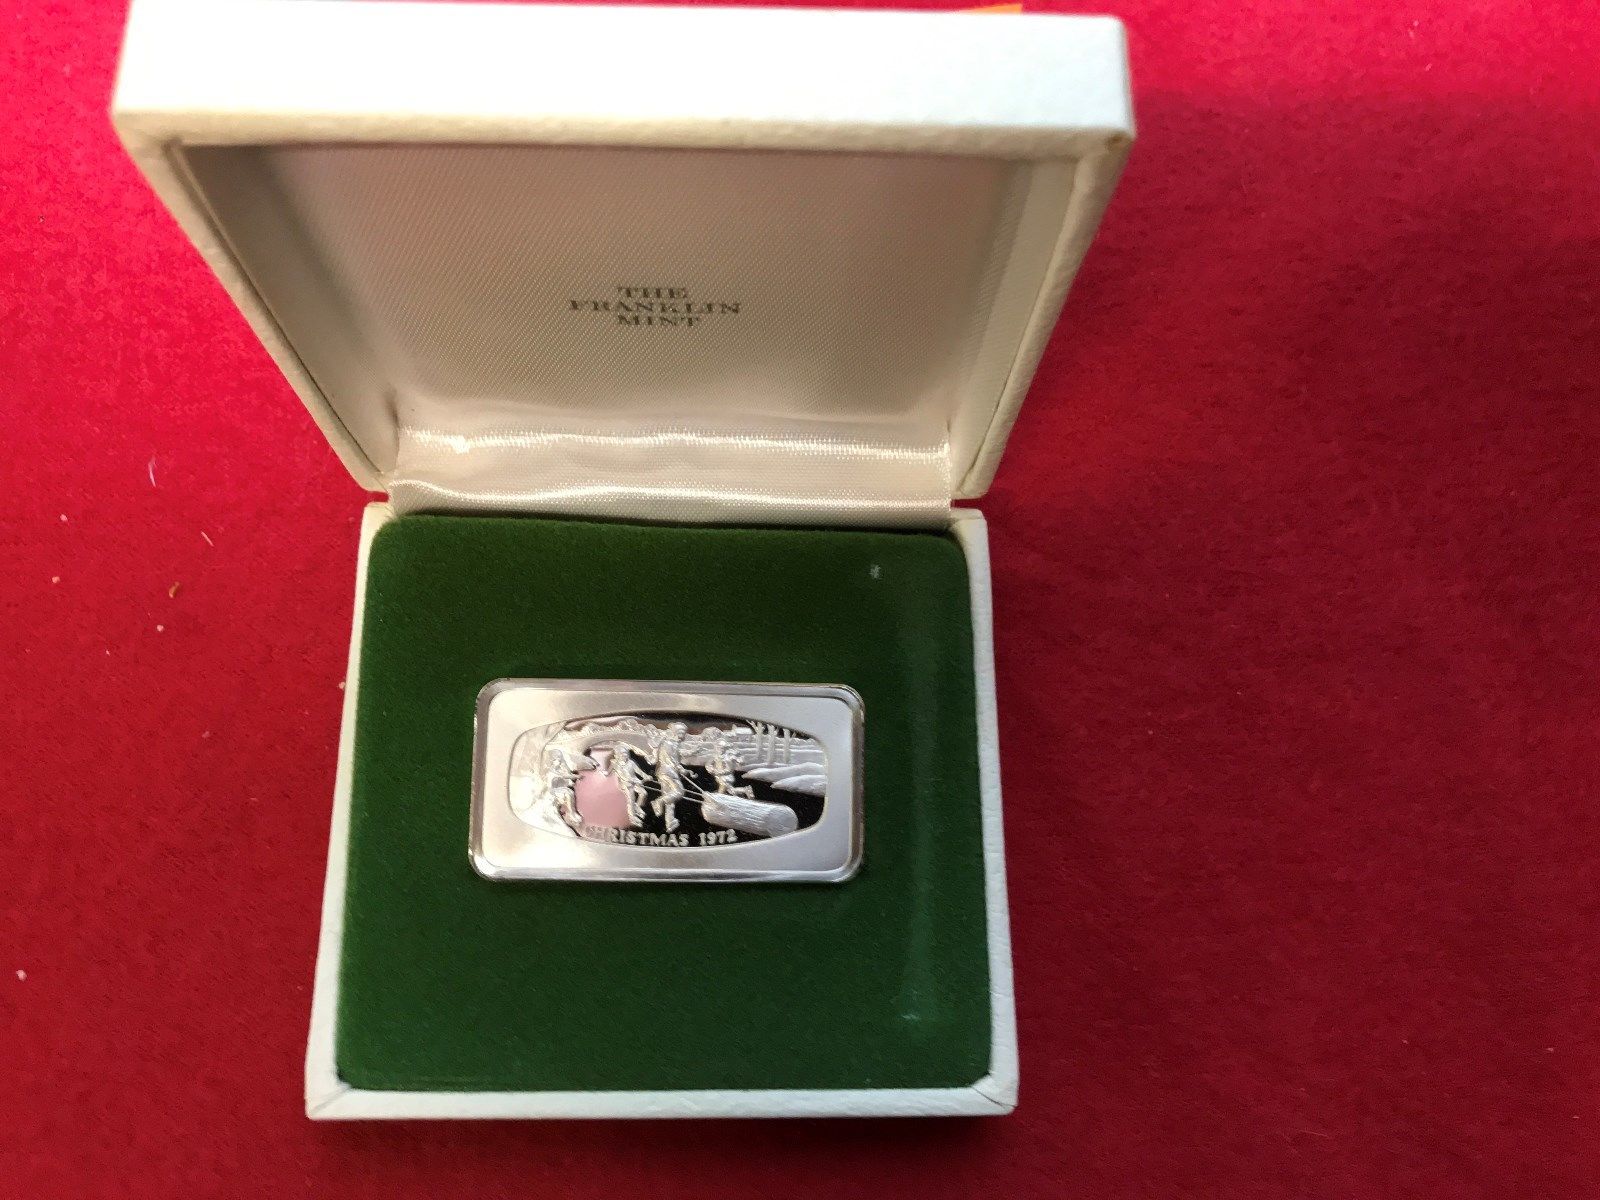 THE
FRANKLIN
MINT
CHRISTMAS 1972